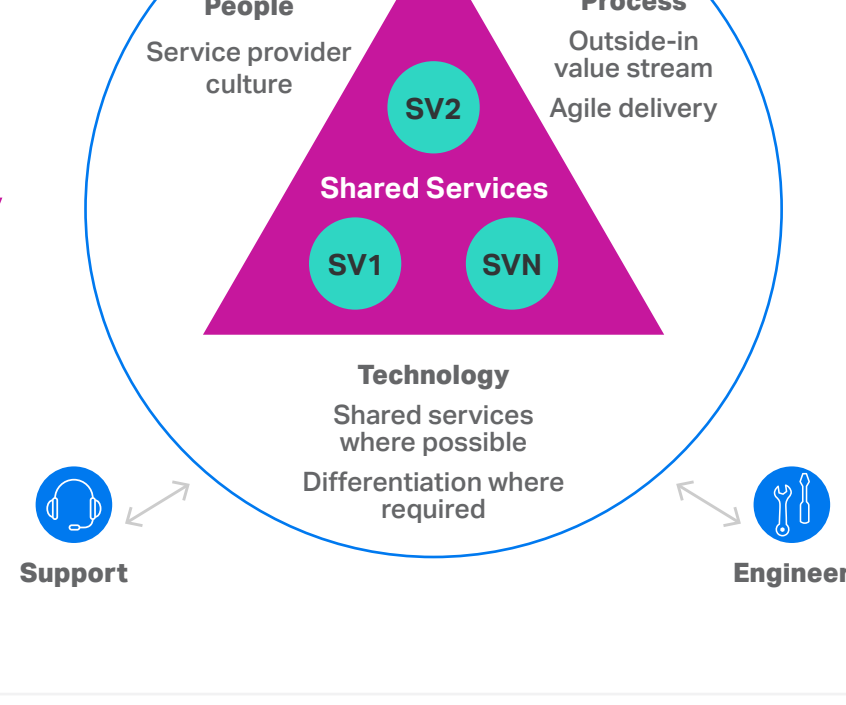 People
Service provider
culture
Process
Outside-in
value stream
Agile delivery
SV2
Shared Services
SV1
SVN
Technology
Shared services
where possible
Differentiation where
required
Support
Engineer